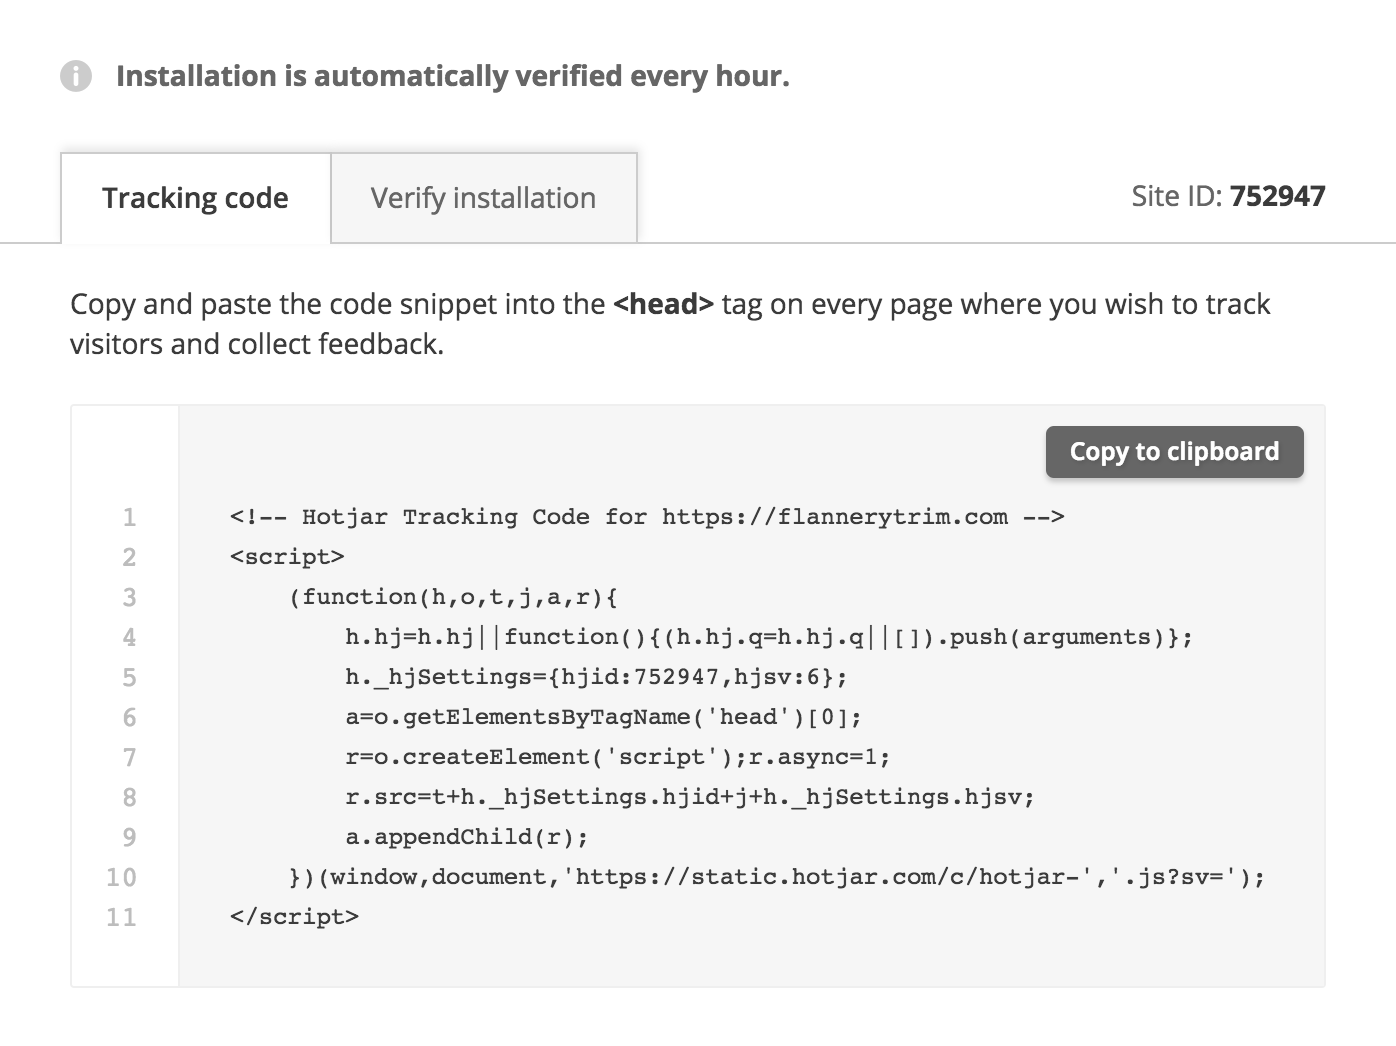 Installation is automatically verified every hour.
Tracking code
Verify installation
Site ID: 752947
Copy and paste the code snippet into the <head> tag on every page where you wish to track
visitors and collect feedback.
Copy to clipboard
1 <!-- Hotjar Tracking Code for https://flannerytrim.com -->
2 <script>
3     (function(h,o,t,j,a,r){
4         h.hj=h.hj||function(){(h.hj.q=h.hj.q||[]).push(arguments)};
5         h._hjSettings={hjid:752947,hjsv:6};
6         a=o.getElementsByTagName('head')[0];
7         r=o.createElement('script');r.async=1;
8         r.src=t+h._hjSettings.hjid+j+h._hjSettings.hjsv;
9         a.appendChild(r);
10     })(window,document,'https://static.hotjar.com/c/hotjar-','.js?sv=');
11 </script>